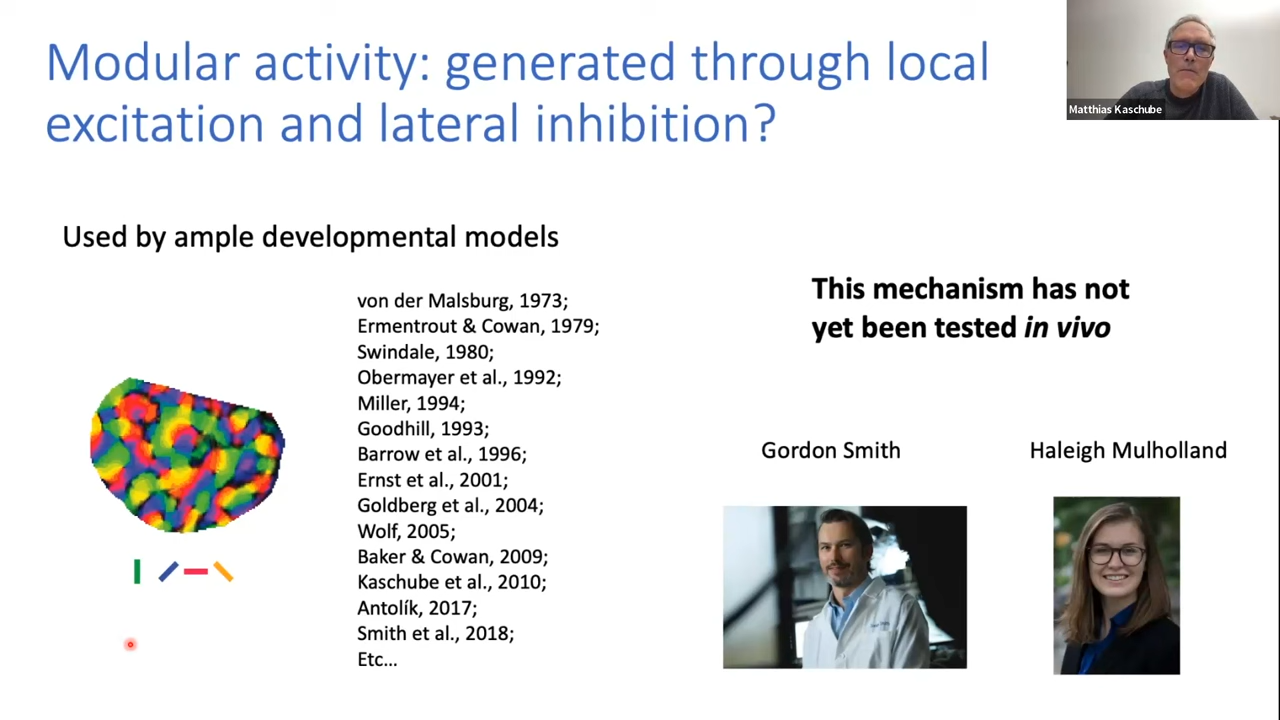 Modular activity: generated through local
excitation and lateral inhibition?
Matthias Kaschube
Used by ample developmental models
von der Malsburg, 1973;
Ermentrout & Cowan, 1979;
Swindale, 1980;
Obermayer et al., 1992;
Miller, 1994;
Goodhill, 1993;
Barrow et al., 1996;
Ernst et al., 2001;
Goldberg et al., 2004;
Wolf, 2005;
Baker & Cowan, 2009;
Kaschube et al., 2010;
Antolík, 2017;
Smith et al., 2018;
Etc...
This mechanism has not
yet been tested in vivo
Gordon Smith
Haleigh Mulholland